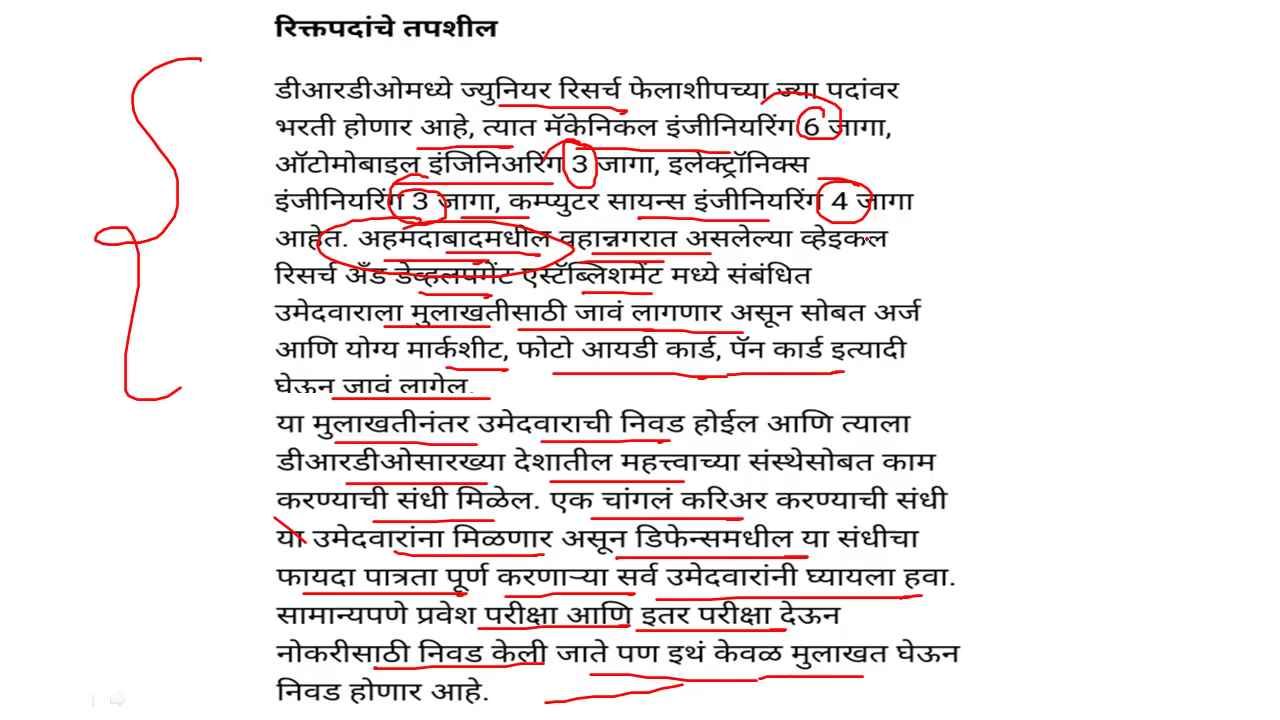 रिक्तपदांचे तपशील
डीआरडीओमध्ये ज्युनियर रिसर्च फेलाशीपच्या ज्या पदांवर
भरती होणार आहे, त्यात मॅकेनिकल इंजीनियरिंग 6 जागा,
ऑटोमोबाइल इंजिनिअरिंग 3 जागा, इलेक्ट्रॉनिक्स
इंजीनियरिंग 3 जागा, कम्प्युटर सायन्स इंजीनियरिंग 4 जागा
आहेत. अहमदाबादमधील वहान्नगरात असलेल्या व्हेइकल
रिसर्च अँड डेव्हलपमेंट एस्टॅब्लिशमेंट मध्ये संबंधित
उमेदवाराला मुलाखतीसाठी जावं लागणार असून सोबत अर्ज
आणि योग्य मार्कशीट, फोटो आयडी कार्ड, पॅन कार्ड इत्यादी
घेऊन जावं लागेल.
या मुलाखतीनंतर उमेदवाराची निवड होईल आणि त्याला
डीआरडीओसारख्या देशातील महत्त्वाच्या संस्थेसोबत काम
करण्याची संधी मिळेल. एक चांगलं करिअर करण्याची संधी
या उमेदवारांना मिळणार असून डिफेन्समधील या संधीचा
फायदा पात्रता पूर्ण करणाऱ्या सर्व उमेदवारांनी घ्यायला हवा.
सामान्यपणे प्रवेश परीक्षा आणि इतर परीक्षा देऊन
नोकरीसाठी निवड केली जाते पण इथं केवळ मुलाखत घेऊन
निवड होणार आहे.